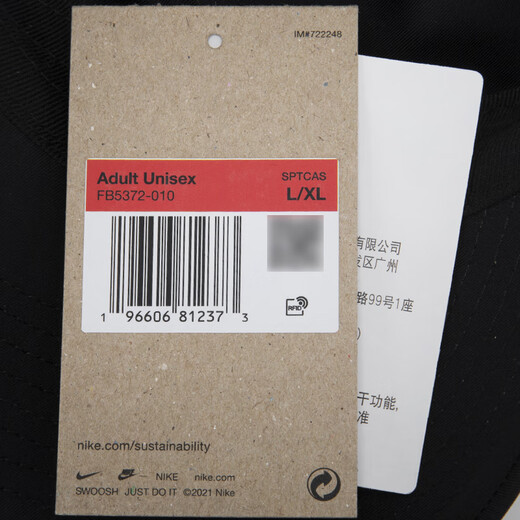 IM#722248
Adult Unisex
FB5372-010
SPTCAS
L/XL
1 96606 81237 3
RFID
有限公司
发区广州
路99号1座
)
干功能,
准
nike.com/sustainability
NIKE nike.com
SWOOSH JUST DO IT ©2021 Nike